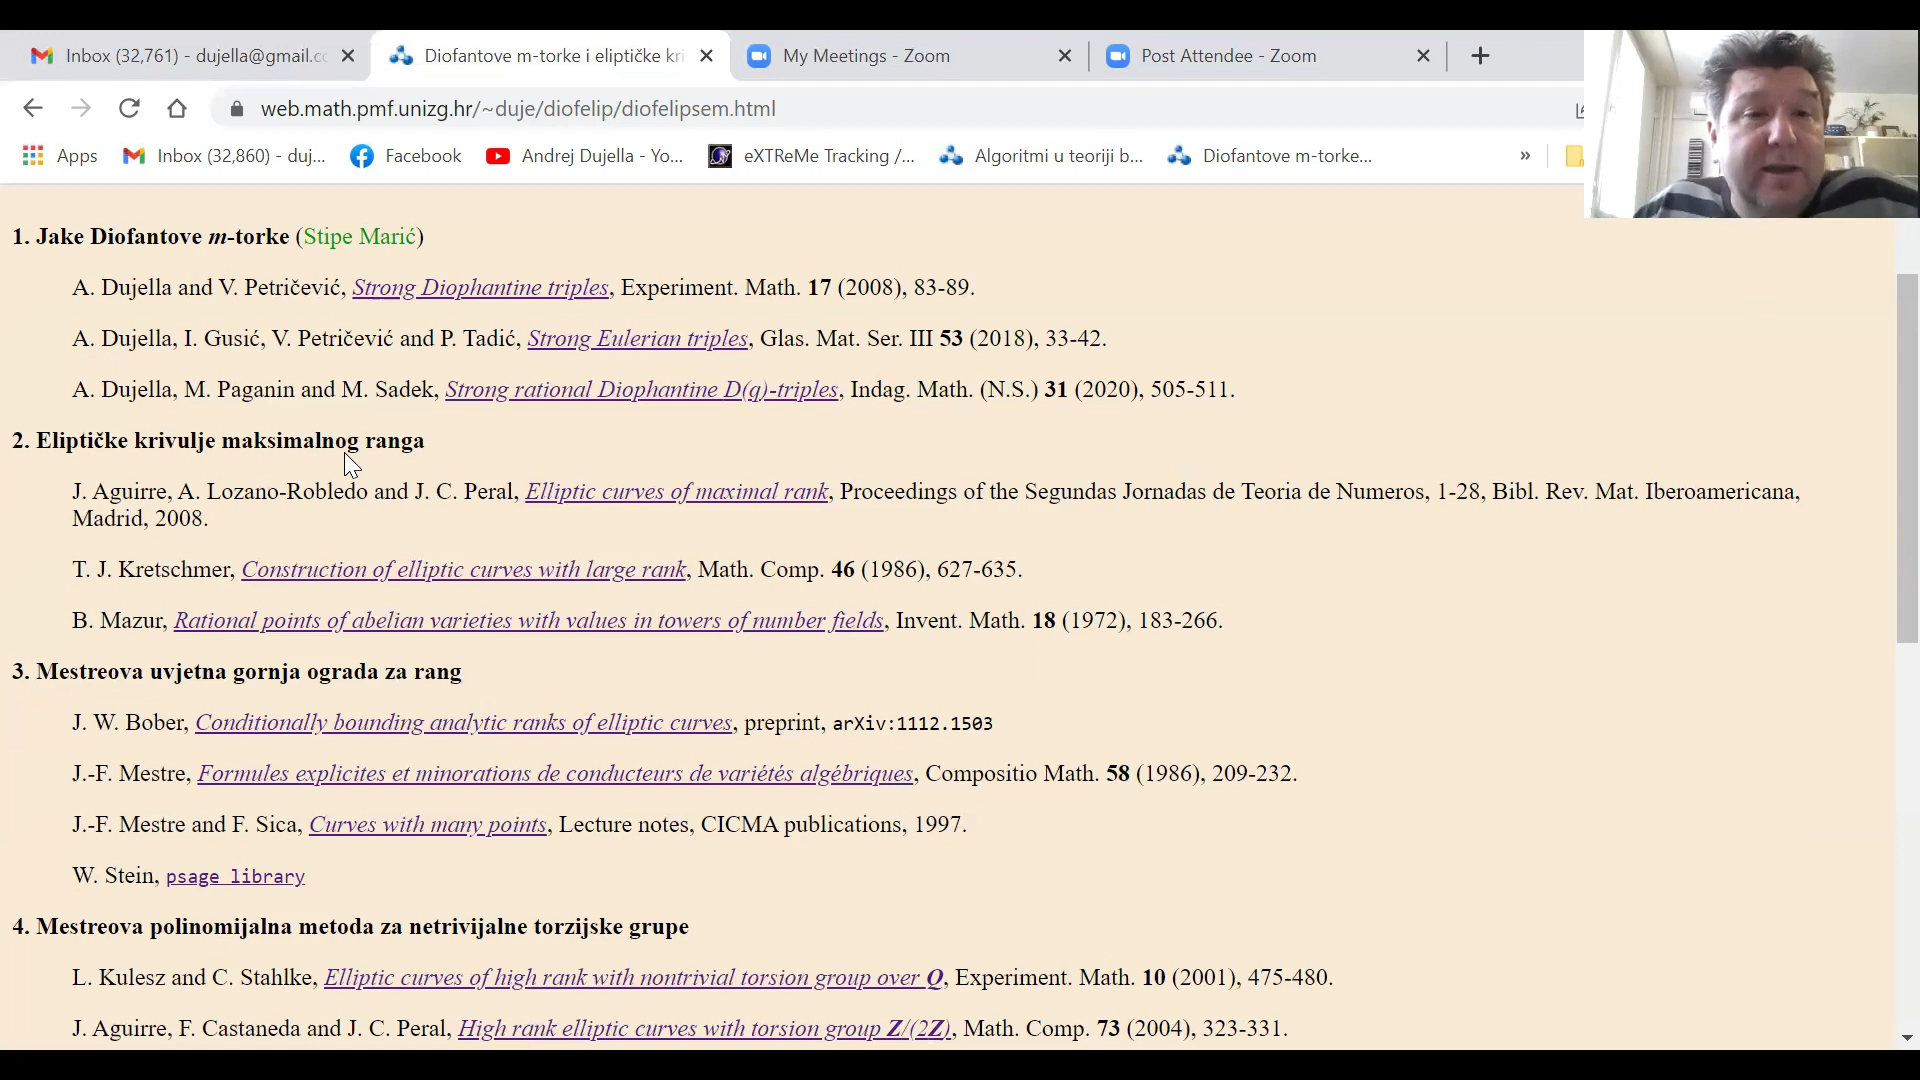 Inbox (32,761) - dujella@gmail.c
Diofantove m-torke i eliptičke kri
My Meetings - Zoom
Post Attendee - Zoom
web.math.pmf.unizg.hr/~duje/diofelip/diofelipsem.html
Apps
Inbox (32,860) - duj...
Facebook
Andrej Dujella - Yo...
eXTReMe Tracking /...
Algoritmi u teoriji b...
Diofantove m-torke...
»
1. Jake Diofantove m-torke (Stipe Marić)
A. Dujella and V. Petričević, Strong Diophantine triples, Experiment. Math. 17 (2008), 83-89.
A. Dujella, I. Gusić, V. Petričević and P. Tadić, Strong Eulerian triples, Glas. Mat. Ser. III 53 (2018), 33-42.
A. Dujella, M. Paganin and M. Sadek, Strong rational Diophantine D(q)-triples, Indag. Math. (N.S.) 31 (2020), 505-511.
2. Eliptičke krivulje maksimalnog ranga
J. Aguirre, A. Lozano-Robledo and J. C. Peral, Elliptic curves of maximal rank, Proceedings of the Segundas Jornadas de Teoria de Numeros, 1-28, Bibl. Rev. Mat. Iberoamericana,
Madrid, 2008.
T. J. Kretschmer, Construction of elliptic curves with large rank, Math. Comp. 46 (1986), 627-635.
B. Mazur, Rational points of abelian varieties with values in towers of number fields, Invent. Math. 18 (1972), 183-266.
3. Mestreova uvjetna gornja ograda za rang
J. W. Bober, Conditionally bounding analytic ranks of elliptic curves, preprint, arXiv:1112.1503
J.-F. Mestre, Formules explicites et minorations de conducteurs de variétés algébriques, Compositio Math. 58 (1986), 209-232.
J.-F. Mestre and F. Sica, Curves with many points, Lecture notes, CICMA publications, 1997.
W. Stein, psage library
4. Mestreova polinomijalna metoda za netrivijalne torzijske grupe
L. Kulesz and C. Stahlke, Elliptic curves of high rank with nontrivial torsion group over Q, Experiment. Math. 10 (2001), 475-480.
J. Aguirre, F. Castaneda and J. C. Peral, High rank elliptic curves with torsion group Z/(2Z), Math. Comp. 73 (2004), 323-331.